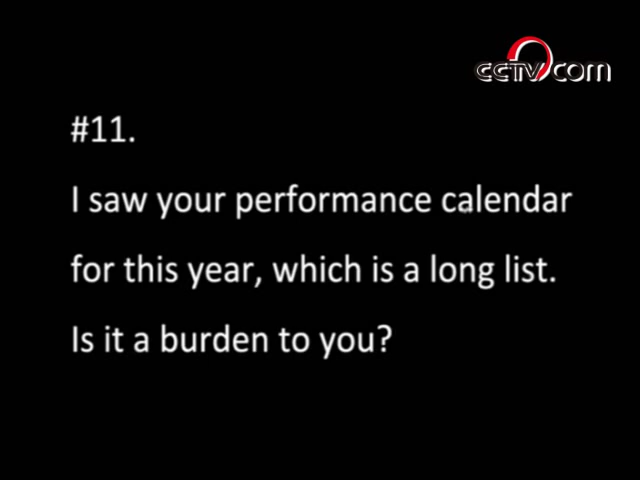 CCTV.com
#11.
I saw your performance calendar
for this year, which is a long list.
Is it a burden to you?